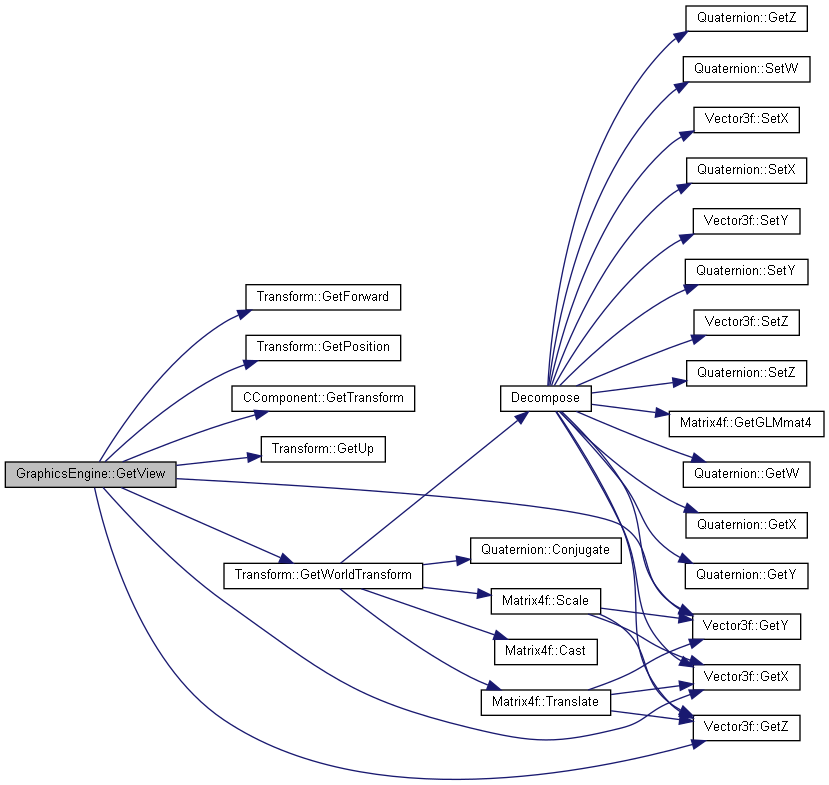 Quaternion::GetZ
Quaternion::SetW
Vector3f::SetX
Quaternion::SetX
Vector3f::SetY
Quaternion::SetY
Transform::GetForward
Vector3f::SetZ
Transform::GetPosition
Quaternion::SetZ
CComponent::GetTransform
Decompose
Matrix4f::GetGLMmat4
Transform::GetUp
GraphicsEngine::GetView
Quaternion::GetW
Quaternion::GetX
Quaternion::Conjugate
Transform::GetWorldTransform
Quaternion::GetY
Matrix4f::Scale
Vector3f::GetY
Matrix4f::Cast
Vector3f::GetX
Matrix4f::Translate
Vector3f::GetZ